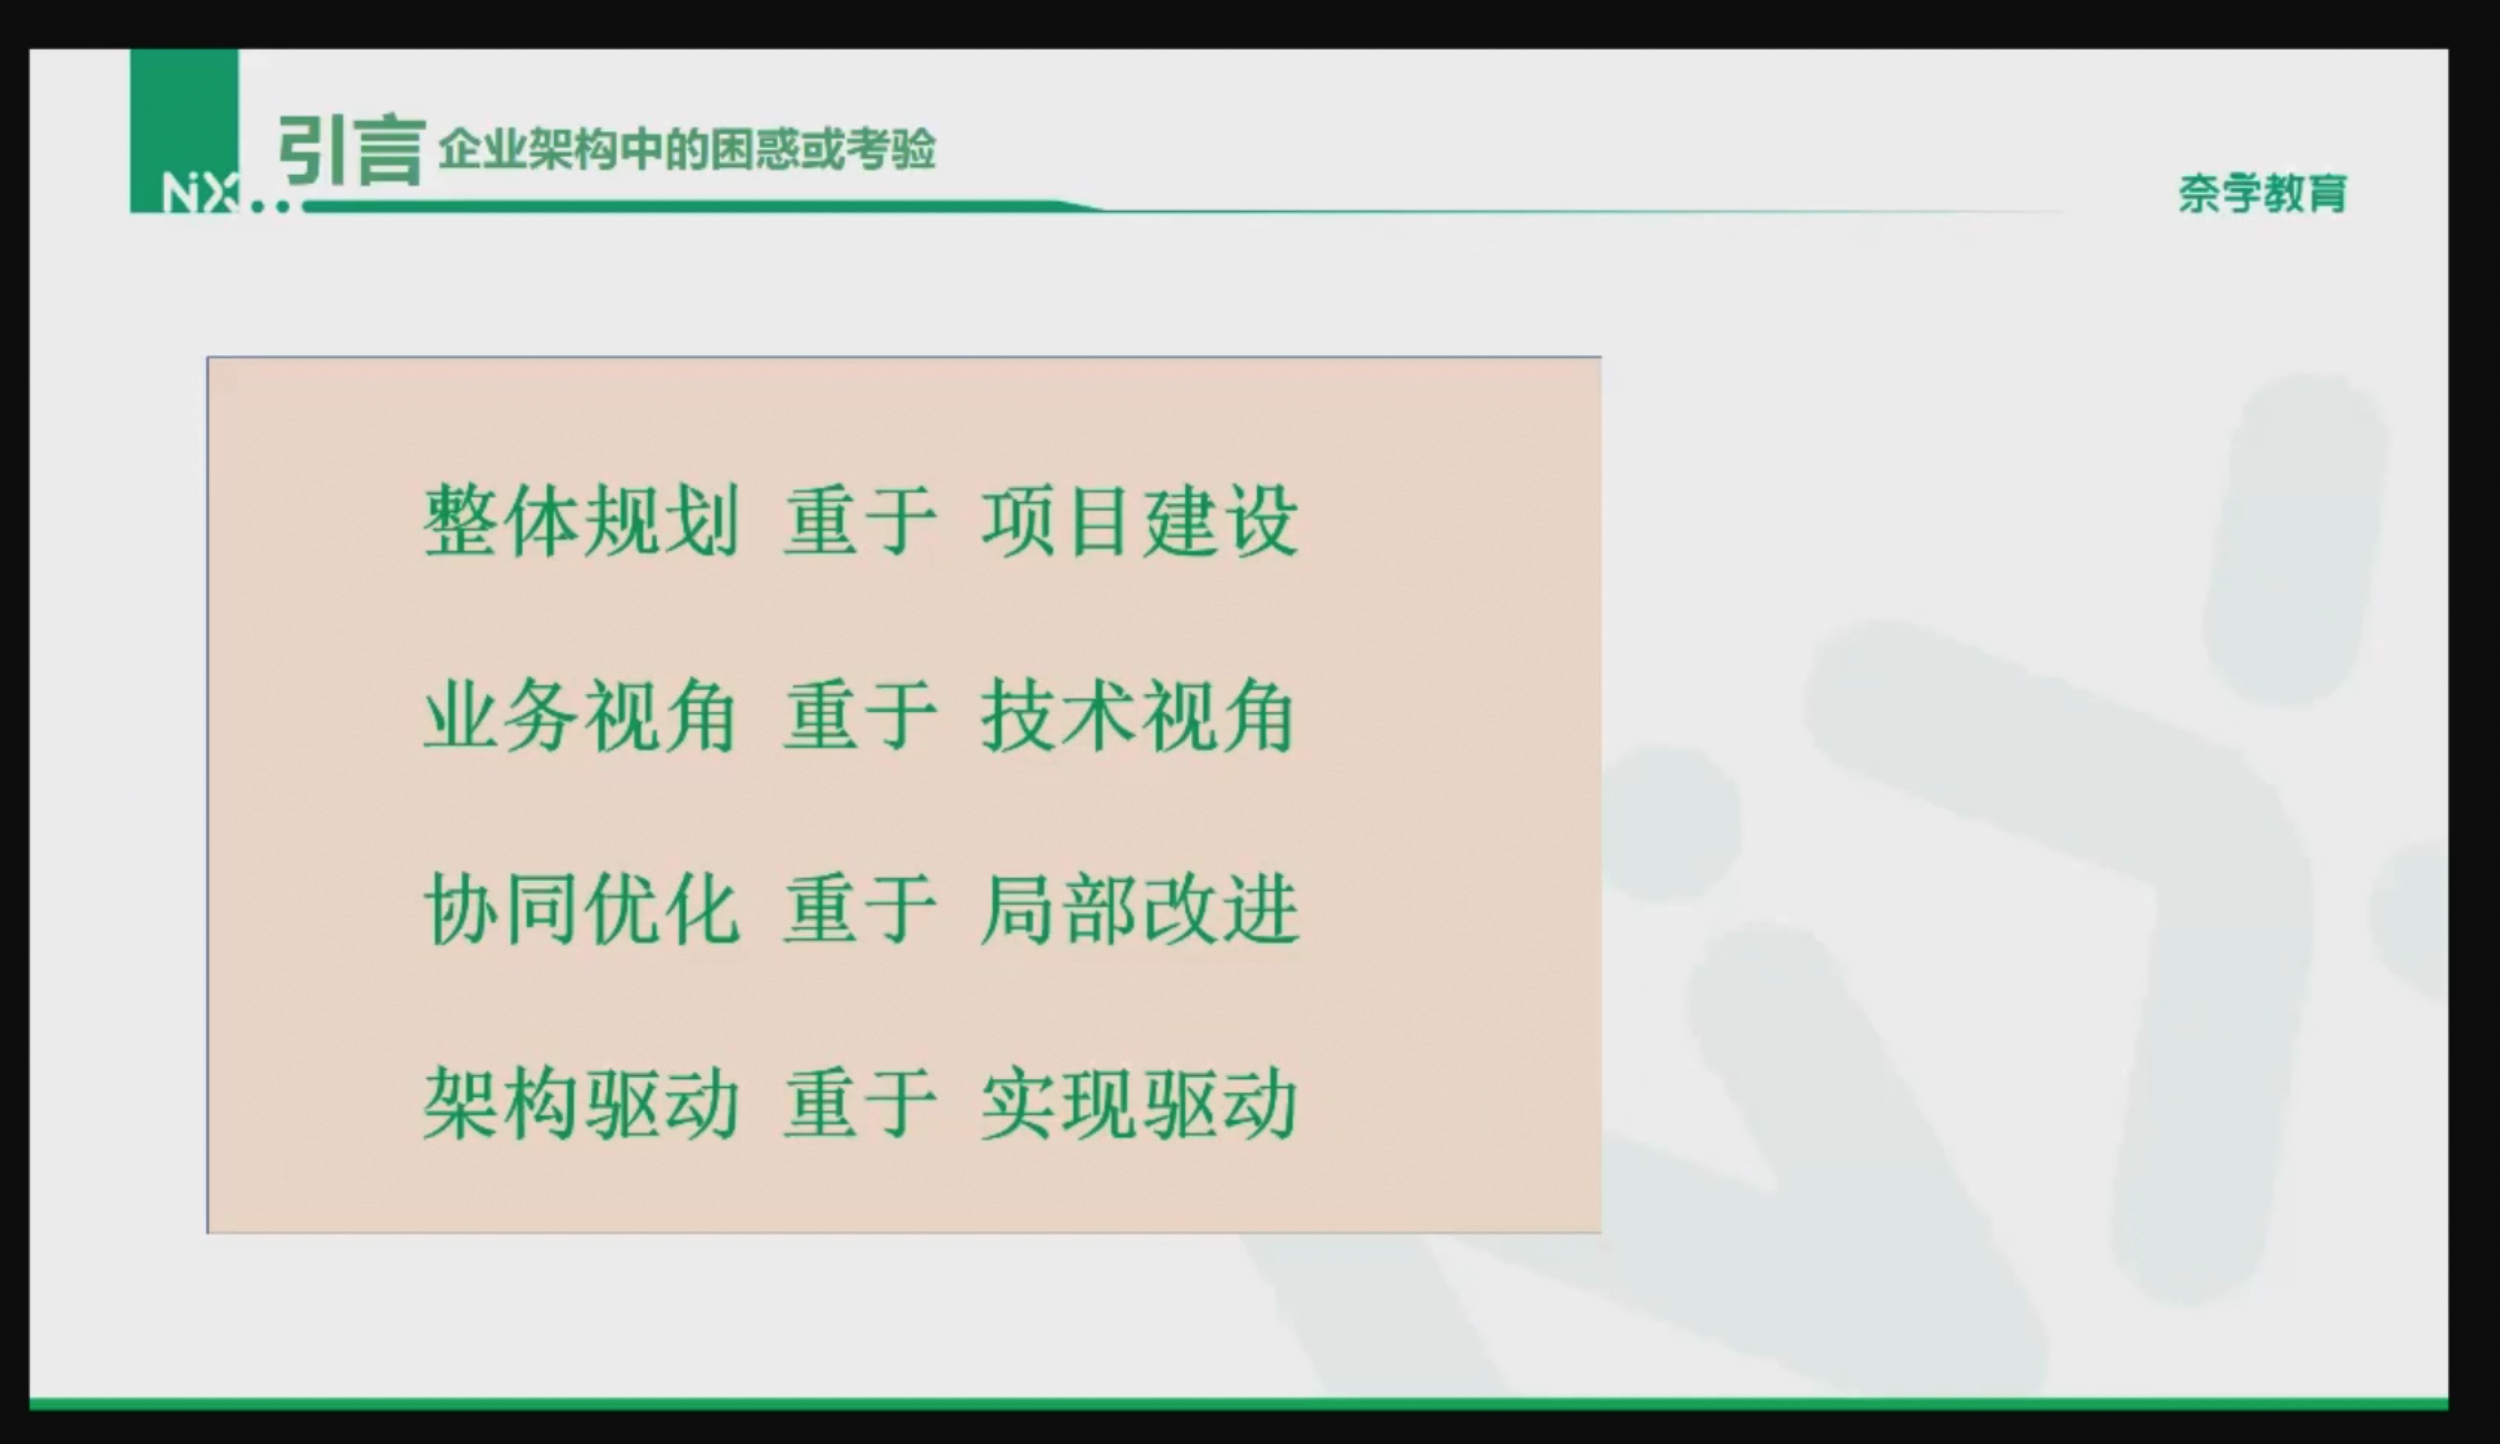 引言 企业架构中的困惑或考验
NX
奈学教育
整体规划 重于 项目建设
业务视角 重于 技术视角
协同优化 重于 局部改进
架构驱动 重于 实现驱动